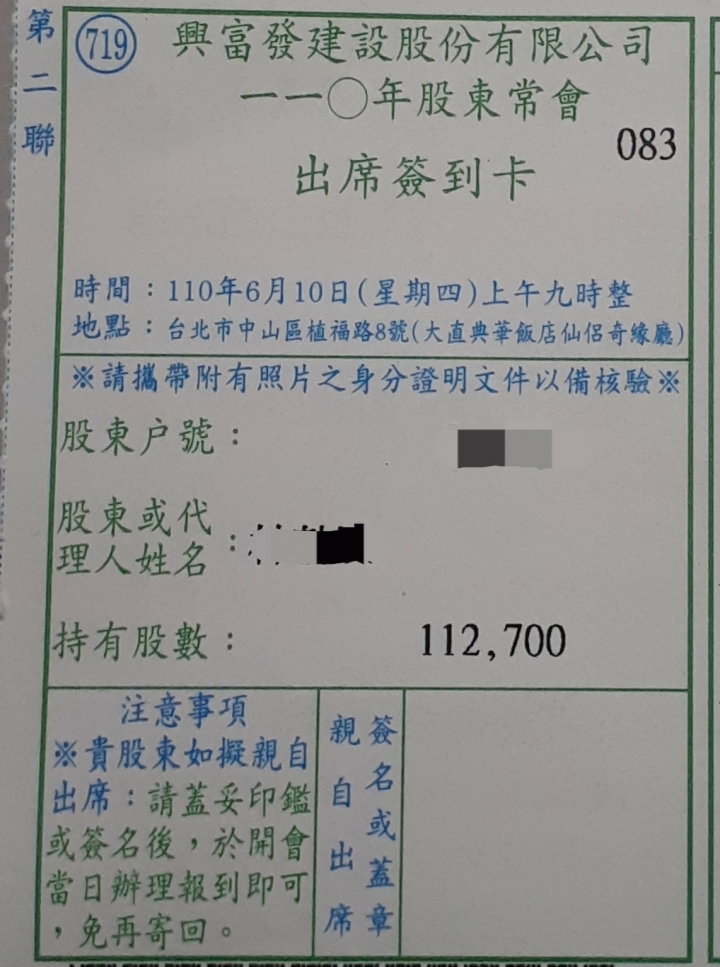 第二聯
719
興富發建設股份有限公司
一一〇年股東常會
083
出席簽到卡
時間：110年6月10日(星期四)上午九時整
地點：台北市中山區植福路8號(大直典華飯店仙侶奇緣廳)
※請攜帶附有照片之身分證明文件以備核驗※
股東户號：
股東或代
理人姓名：
持有股數：
112,700
注意事項
※貴股東如擬親自
出席：請蓋妥印鑑
或簽名後，於開會
當日辦理報到即可
，免再寄回。
親自出席
簽名或蓋章